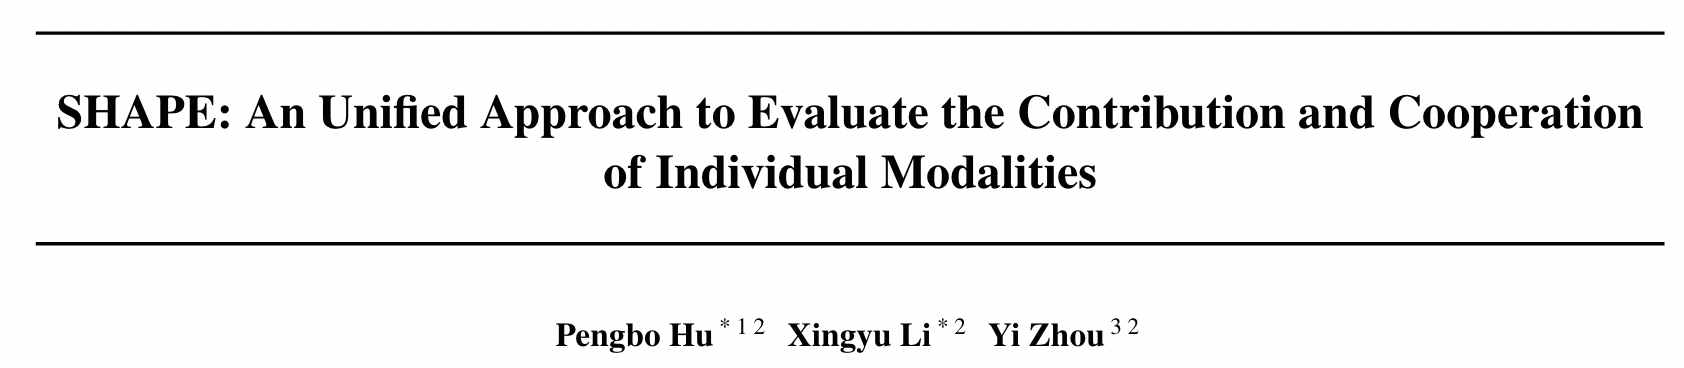 SHAPE: An Unified Approach to Evaluate the Contribution and Cooperation
of Individual Modalities
Pengbo Hu * 1 2 Xingyu Li * 2 Yi Zhou 3 2